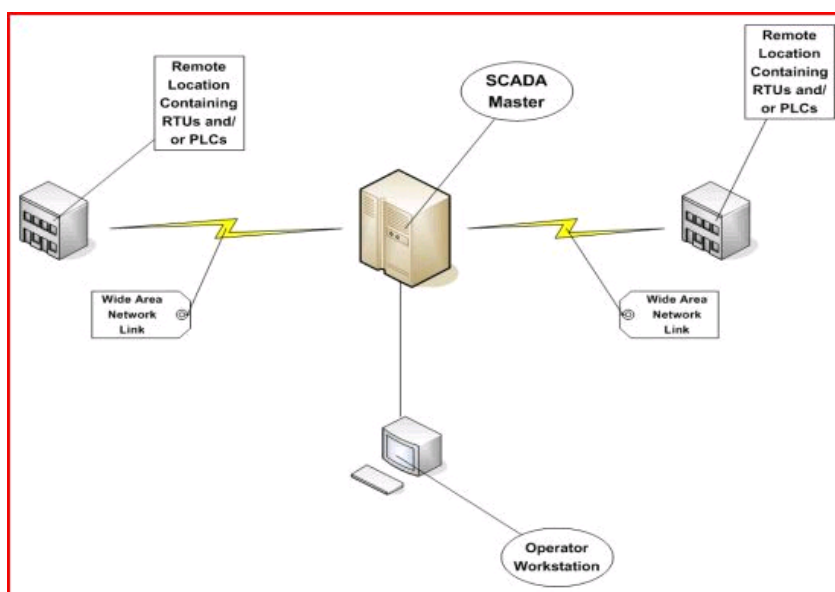 Remote
Location
Containing
RTUs and/
or PLCs
SCADA
Master
Remote
Location
Containing
RTUs and/
or PLCs
Wide Area
Network
Link
Wide Area
Network
Link
Operator
Workstation